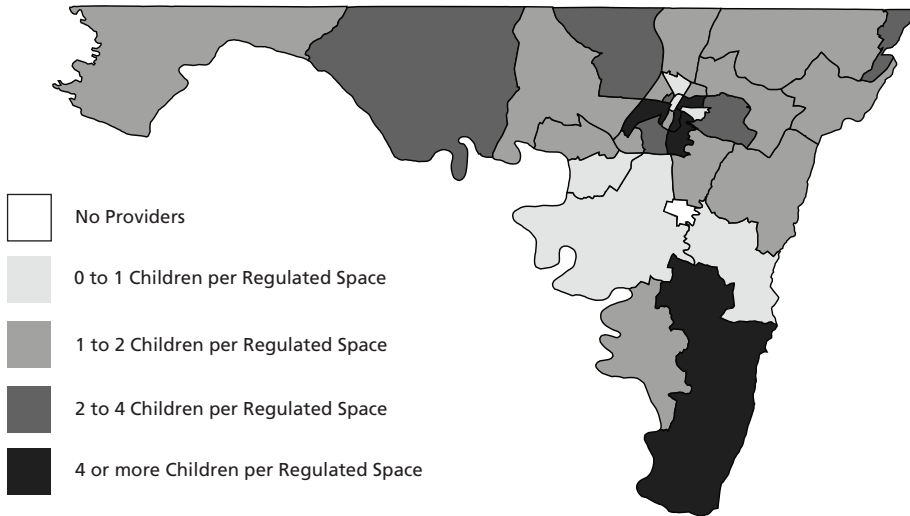 No Providers
0 to 1 Children per Regulated Space
1 to 2 Children per Regulated Space
2 to 4 Children per Regulated Space
4 or more Children per Regulated Space